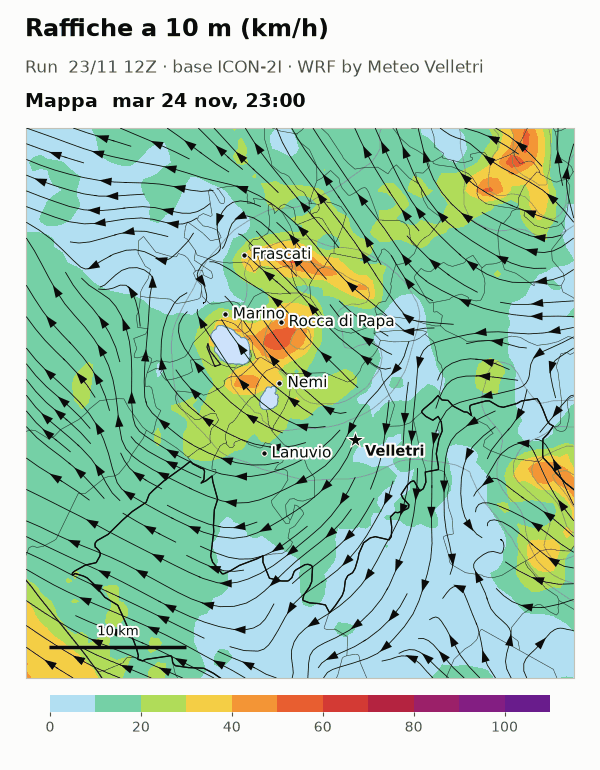 Raffiche a 10 m (km/h)
Run  23/11 12Z · base ICON-2I · WRF by Meteo Velletri
Mappa  mar 24 nov, 23:00
Frascati
Marino
Rocca di Papa
Nemi
Velletri
Lanuvio
10 km
0 20 40 60 80 100